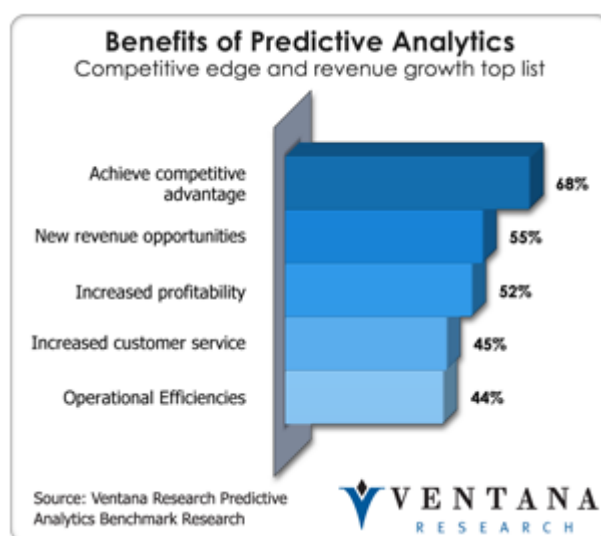 Benefits of Predictive Analytics
Competitive edge and revenue growth top list
Achieve competitive
advantage
68%
New revenue opportunities
55%
Increased profitability
52%
Increased customer service
45%
Operational Efficiencies
44%
Source: Ventana Research Predictive
Analytics Benchmark Research
VENTANA
RESEARCH